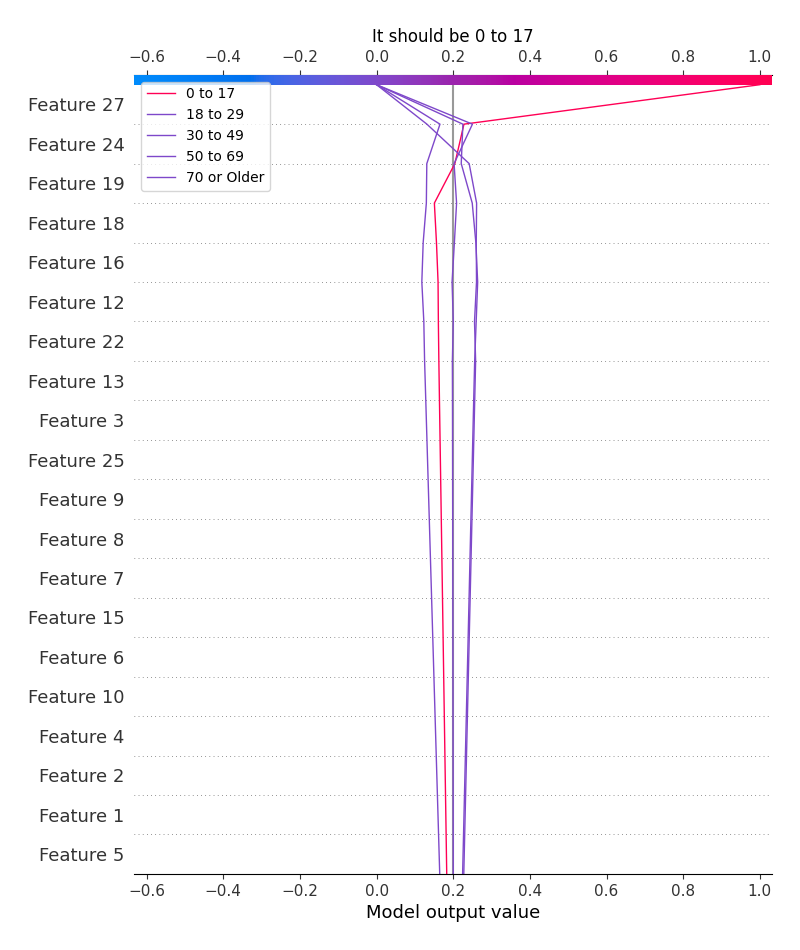 It should be 0 to 17
−0.6 −0.4 −0.2 0.0 0.2 0.4 0.6 0.8 1.0
0 to 17
18 to 29
30 to 49
50 to 69
70 or Older
Feature 27
Feature 24
Feature 19
Feature 18
Feature 16
Feature 12
Feature 22
Feature 13
Feature 3
Feature 25
Feature 9
Feature 8
Feature 7
Feature 15
Feature 6
Feature 10
Feature 4
Feature 2
Feature 1
Feature 5
−0.6 −0.4 −0.2 0.0 0.2 0.4 0.6 0.8 1.0
Model output value